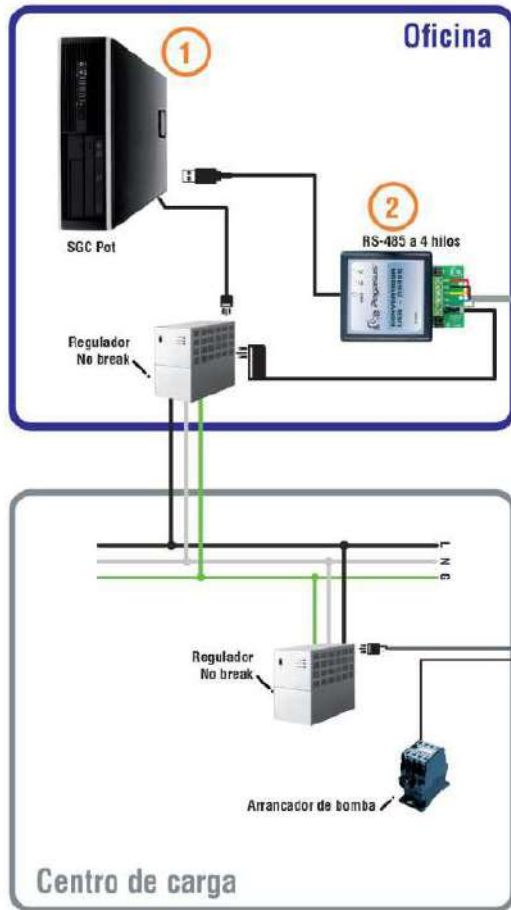 Oficina
1
SGC Pot
2
RS-485 a 4 hilos
CONVERTIDOR
Pegasus
Regulador
No break
L
N
G
Regulador
No break
Arrancador de bomba
Centro de carga